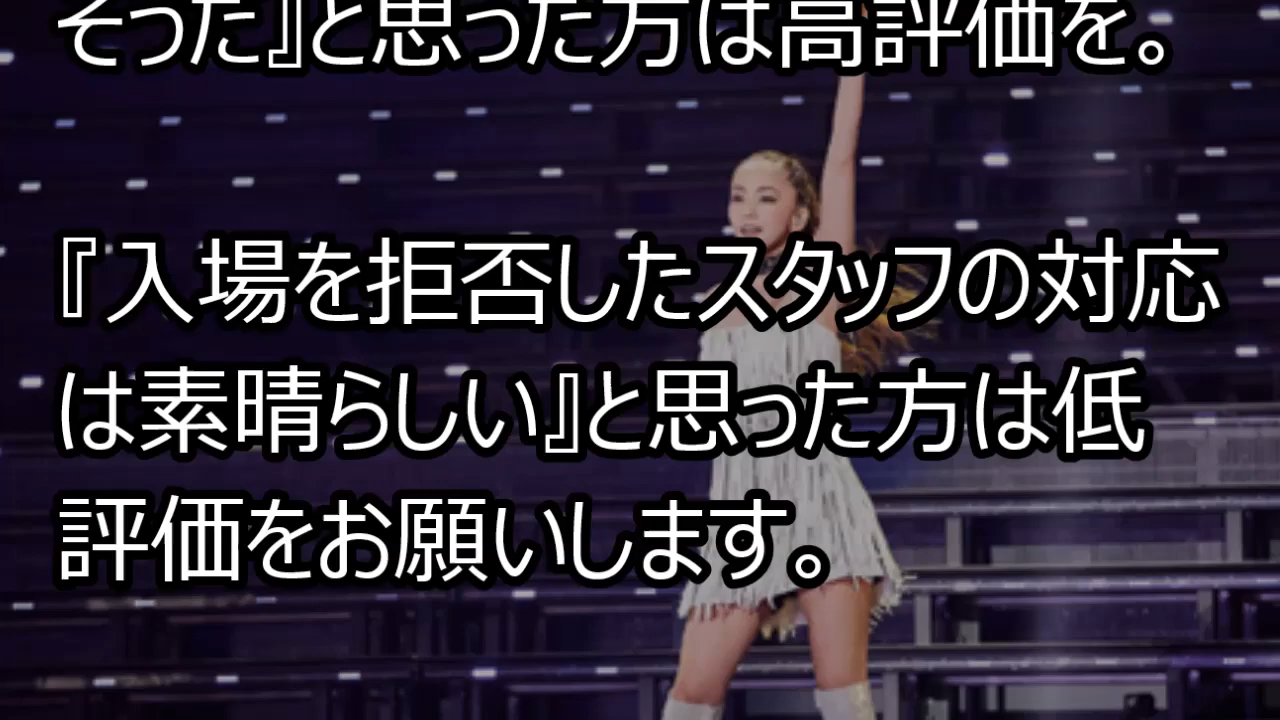 そった』と思った方は高評価を。
『入場を拒否したスタッフの対応
は素晴らしい』と思った方は低
評価をお願いします。